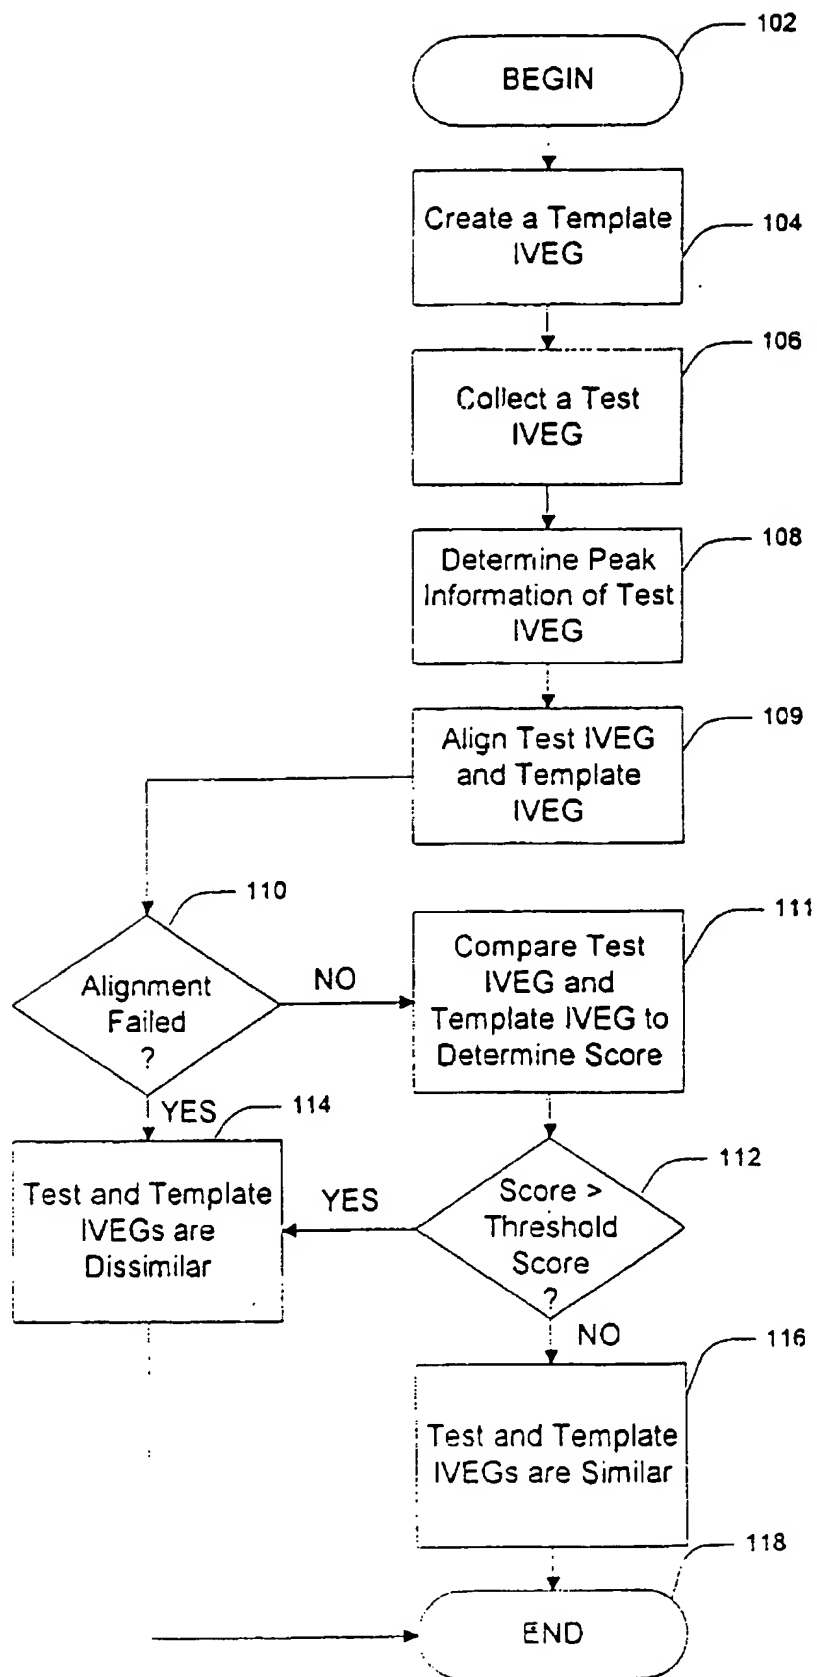 102
BEGIN
Create a Template
IVEG
104
106
Collect a Test
IVEG
108
Determine Peak
Information of Test
IVEG
109
Align Test IVEG
and Template
IVEG
110
Alignment
Failed
?
NO
111
Compare Test
IVEG and
Template IVEG to
Determine Score
YES
114
Test and Template
IVEGs are
Dissimilar
YES
112
Score >
Threshold
Score
?
NO
116
Test and Template
IVEGs are Similar
118
END